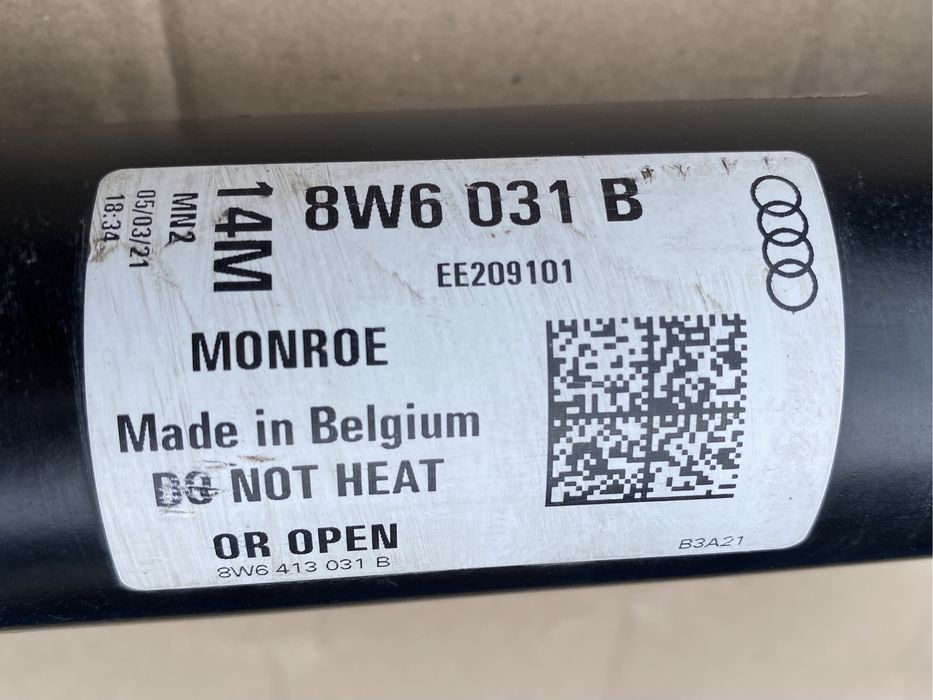 8W6 031 B
EE209101
14M
MN2
05/03/21
18:34
MONROE
Made in Belgium
DO NOT HEAT
OR OPEN
8W6 413 031 B
B3A21